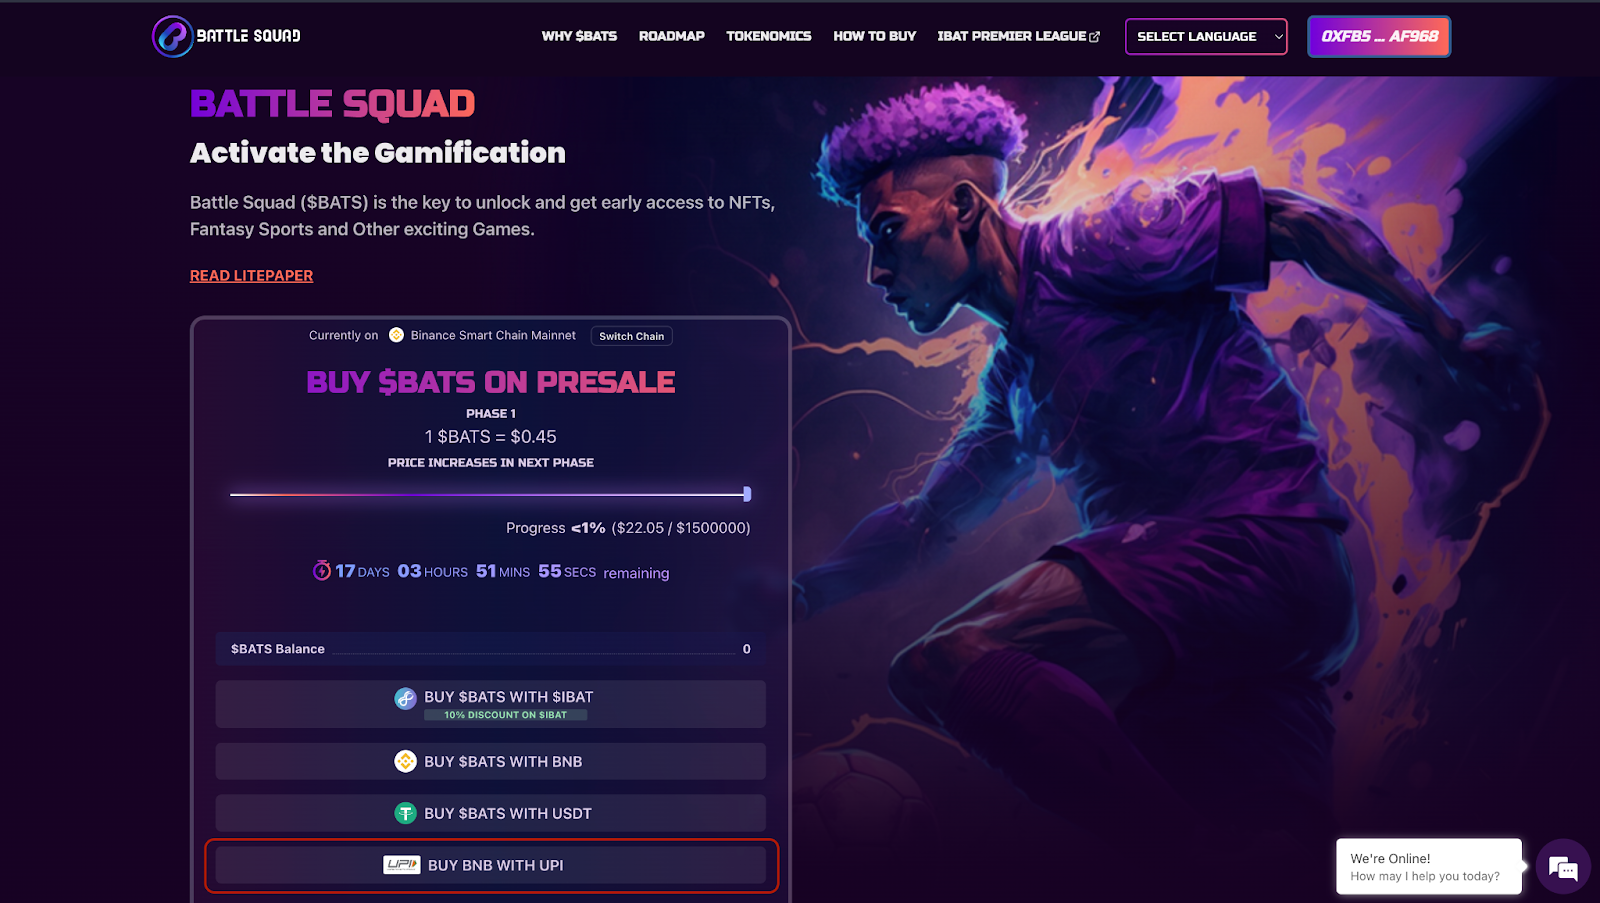 BATTLE SQUAD
WHY $BATS
ROADMAP
TOKENOMICS
HOW TO BUY
IBAT PREMIER LEAGUE
SELECT LANGUAGE
0XFB5 ... AF968
BATTLE SQUAD
Activate the Gamification
Battle Squad ($BATS) is the key to unlock and get early access to NFTs,
Fantasy Sports and Other exciting Games.
READ LITEPAPER
Currently on Binance Smart Chain Mainnet Switch Chain
BUY $BATS ON PRESALE
PHASE 1
1 $BATS = $0.45
PRICE INCREASES IN NEXT PHASE
Progress <1% ($22.05 / $1500000)
17 DAYS 03 HOURS 51 MINS 55 SECS remaining
$BATS Balance 0
BUY $BATS WITH $IBAT
10% DISCOUNT ON $IBAT
BUY $BATS WITH BNB
BUY $BATS WITH USDT
UPI BUY BNB WITH UPI
We're Online!
How may I help you today?